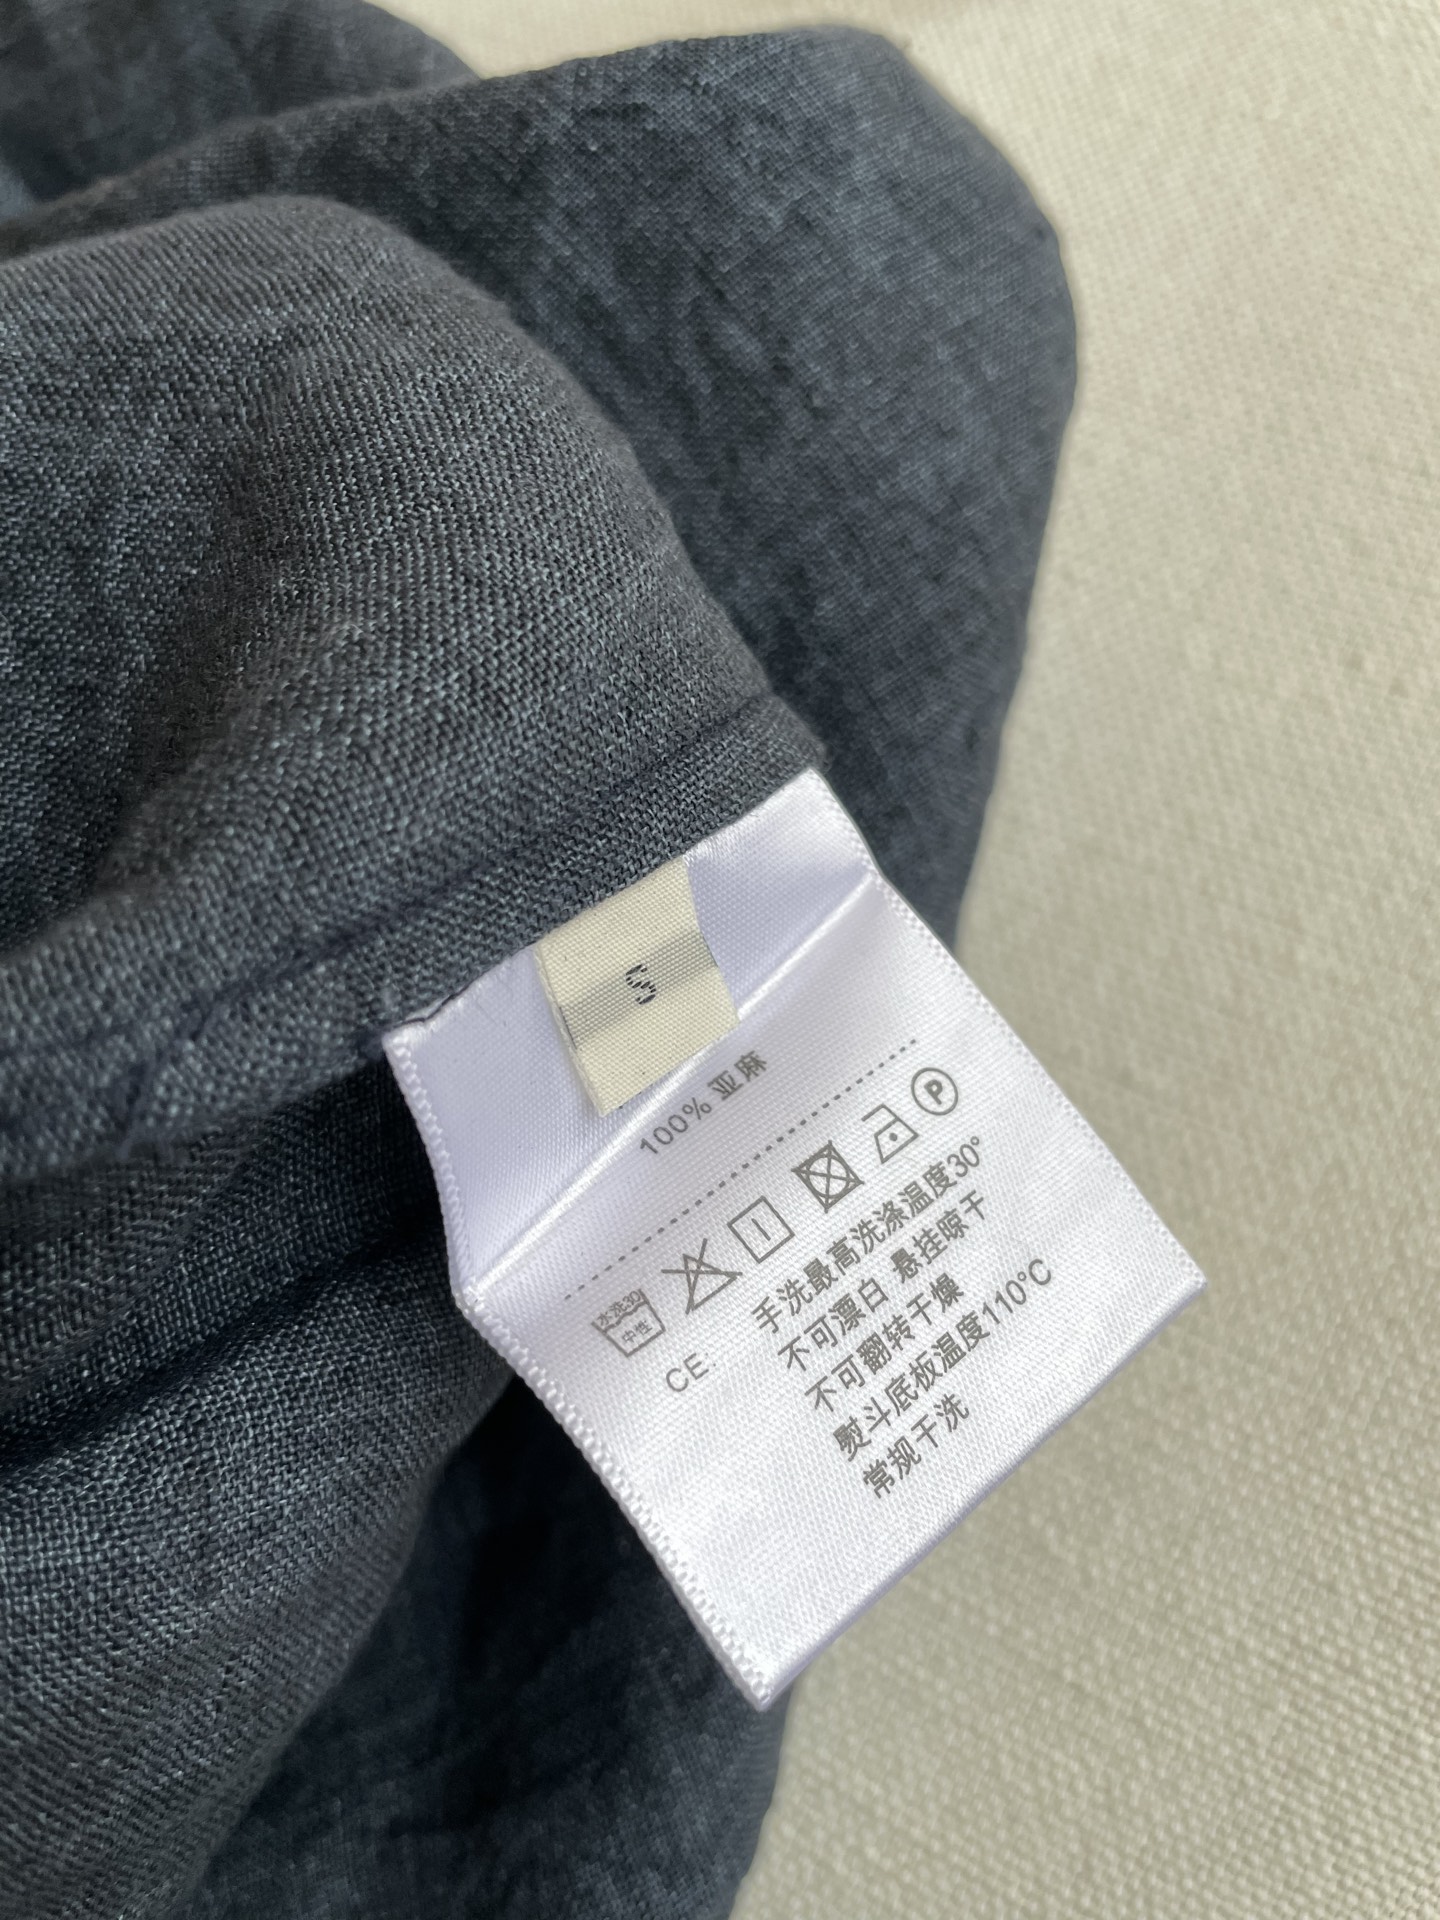 S
100% 亚麻
水洗30
中性
P
CE:
手洗最高洗涤温度30°
不可漂白 悬挂晾干
不可翻转干燥
熨斗底板温度110°C
常规干洗